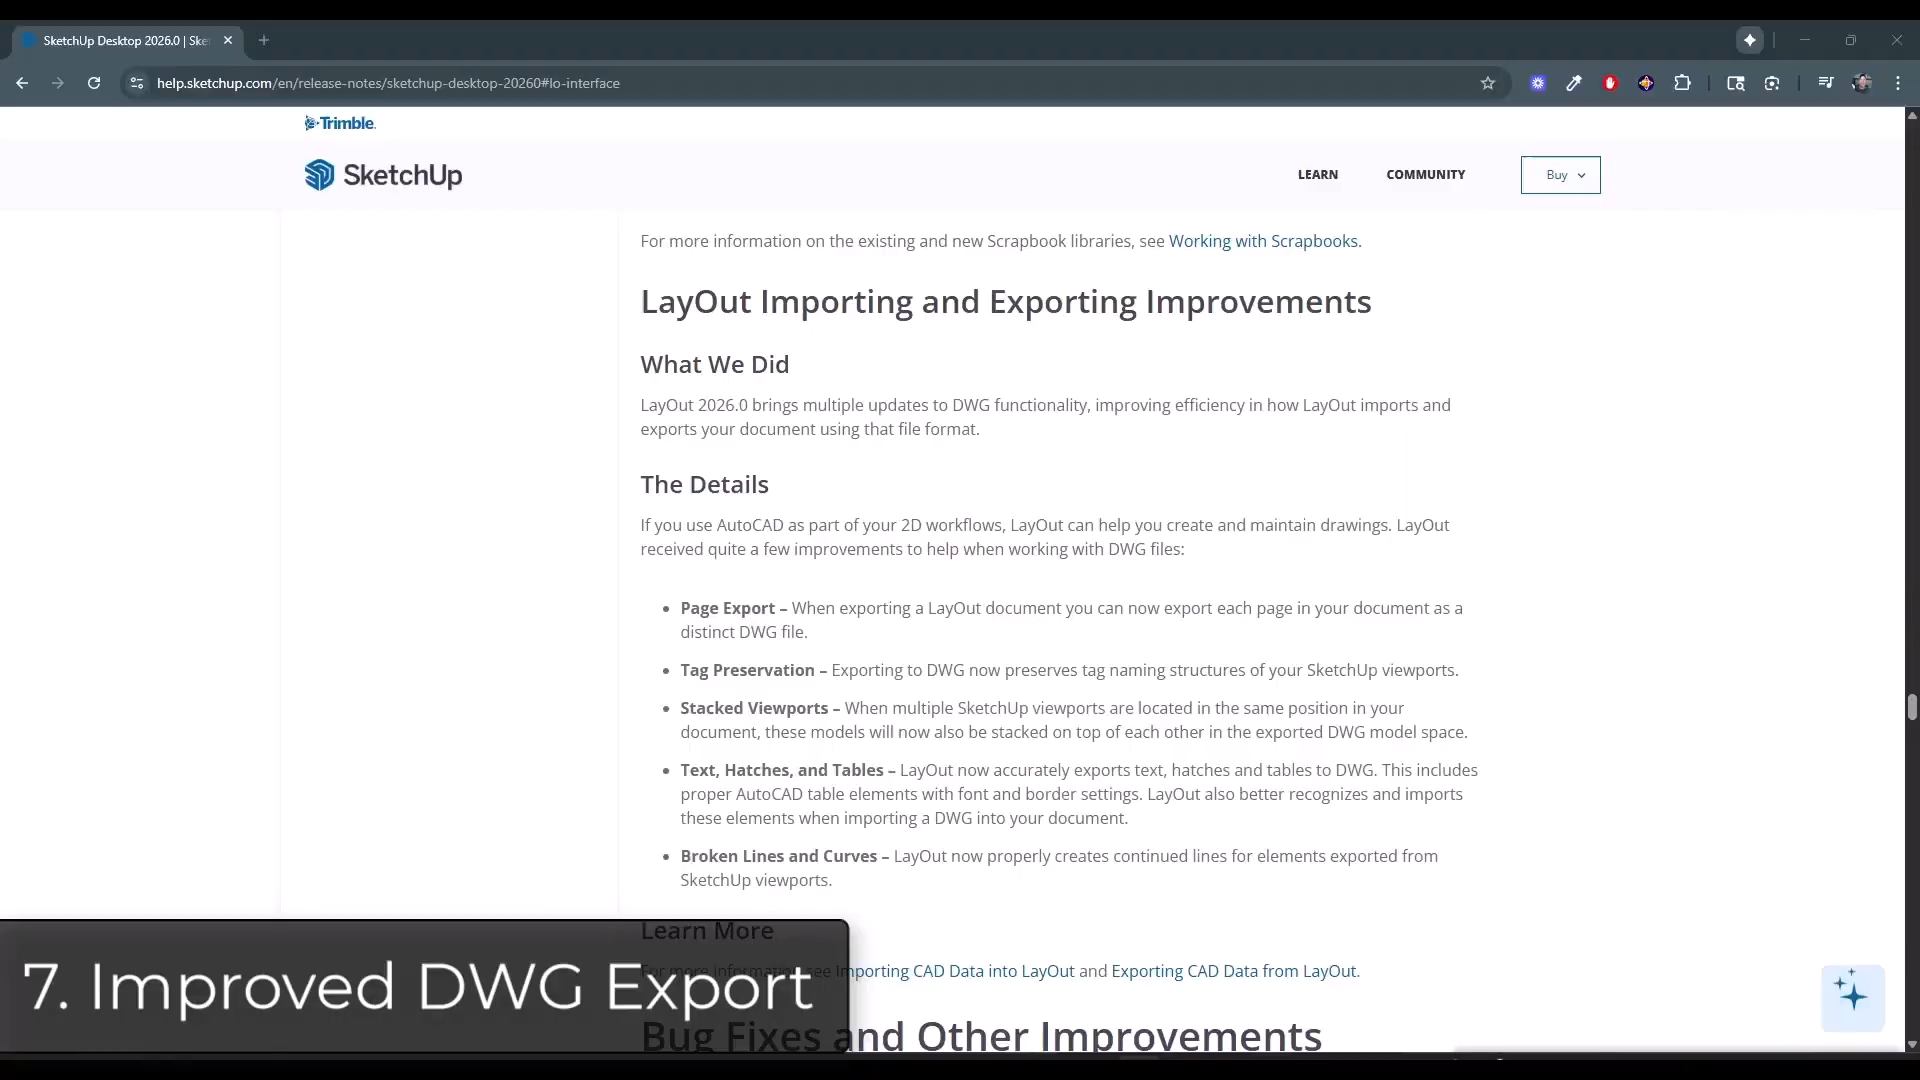 SketchUp Desktop 2026.0 | Ske
help.sketchup.com/en/release-notes/sketchup-desktop-20260#lo-interface
Trimble.
SketchUp
LEARN
COMMUNITY
Buy
For more information on the existing and new Scrapbook libraries, see Working with Scrapbooks.
LayOut Importing and Exporting Improvements
What We Did
LayOut 2026.0 brings multiple updates to DWG functionality, improving efficiency in how LayOut imports and
exports your document using that file format.
The Details
If you use AutoCAD as part of your 2D workflows, LayOut can help you create and maintain drawings. LayOut
received quite a few improvements to help when working with DWG files:
• Page Export – When exporting a LayOut document you can now export each page in your document as a
distinct DWG file.
• Tag Preservation – Exporting to DWG now preserves tag naming structures of your SketchUp viewports.
• Stacked Viewports – When multiple SketchUp viewports are located in the same position in your
document, these models will now also be stacked on top of each other in the exported DWG model space.
• Text, Hatches, and Tables – LayOut now accurately exports text, hatches and tables to DWG. This includes
proper AutoCAD table elements with font and border settings. LayOut also better recognizes and imports
these elements when importing a DWG into your document.
• Broken Lines and Curves – LayOut now properly creates continued lines for elements exported from
SketchUp viewports.
Learn More
For more information see Importing CAD Data into LayOut and Exporting CAD Data from LayOut.
7. Improved DWG Export
Bug Fixes and Other Improvements